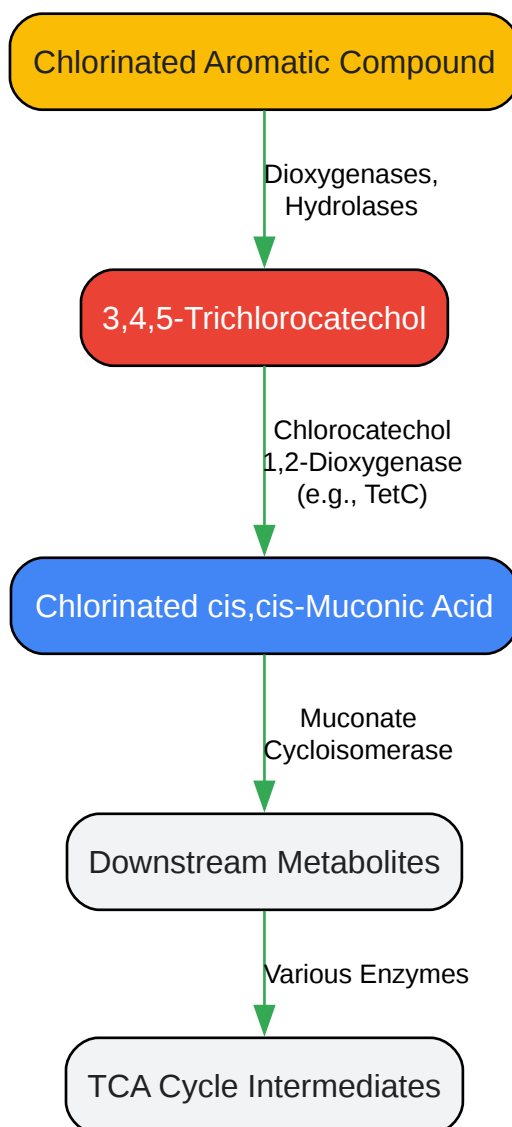 Chlorinated Aromatic Compound
Dioxygenases,
Hydrolases
3,4,5-Trichlorocatechol
Chlorocatechol
1,2-Dioxygenase
(e.g., TetC)
Chlorinated cis,cis-Muconic Acid
Muconate
Cycloisomerase
Downstream Metabolites
Various Enzymes
TCA Cycle Intermediates